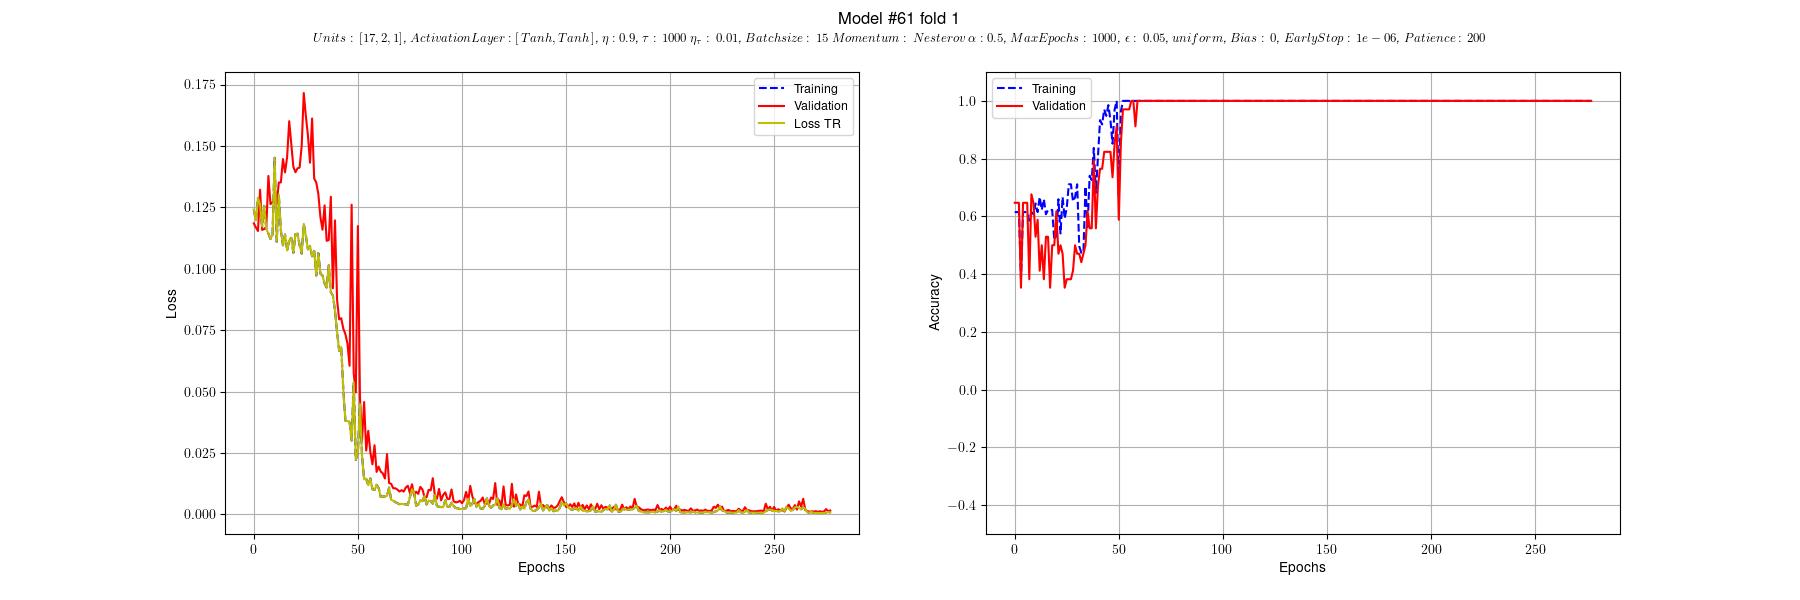 Model #61 fold 1
Units : [17, 2, 1], ActivationLayer : [Tanh, Tanh], η : 0.9, τ : 1000 ητ : 0.01, Batchsize : 15 Momentum : Nesterov α : 0.5, MaxEpochs : 1000, ϵ : 0.05, uniform, Bias : 0, EarlyStop : 1e − 06, Patience : 200
Loss
0.175
0.150
0.125
0.100
0.075
0.050
0.025
0.000
Training
Validation
Loss TR
0 50 100 150 200 250
Epochs
Accuracy
1.0
0.8
0.6
0.4
0.2
0.0
−0.2
−0.4
Training
Validation
0 50 100 150 200 250
Epochs